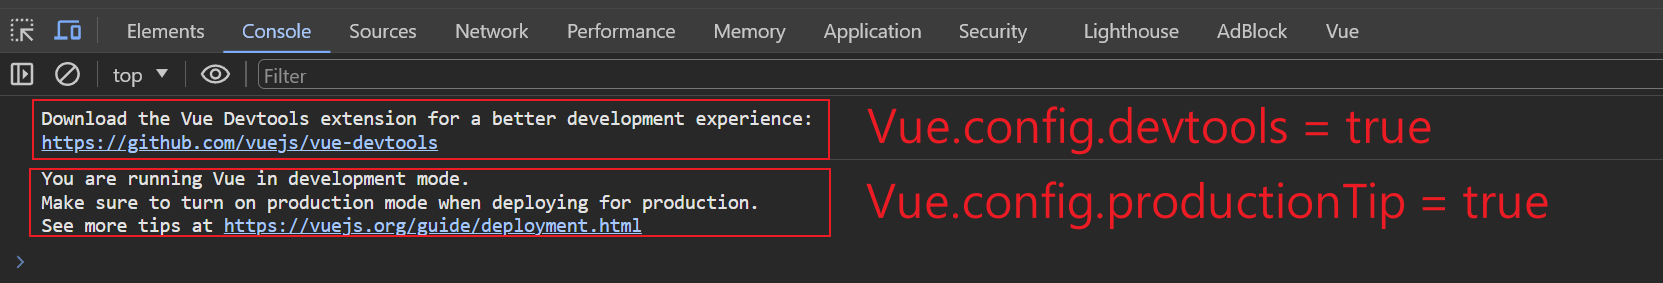 Elements Console Sources Network Performance Memory Application Security Lighthouse AdBlock Vue
top Filter
Download the Vue Devtools extension for a better development experience:
https://github.com/vuejs/vue-devtools
Vue.config.devtools = true
You are running Vue in development mode.
Make sure to turn on production mode when deploying for production.
See more tips at https://vuejs.org/guide/deployment.html
Vue.config.productionTip = true